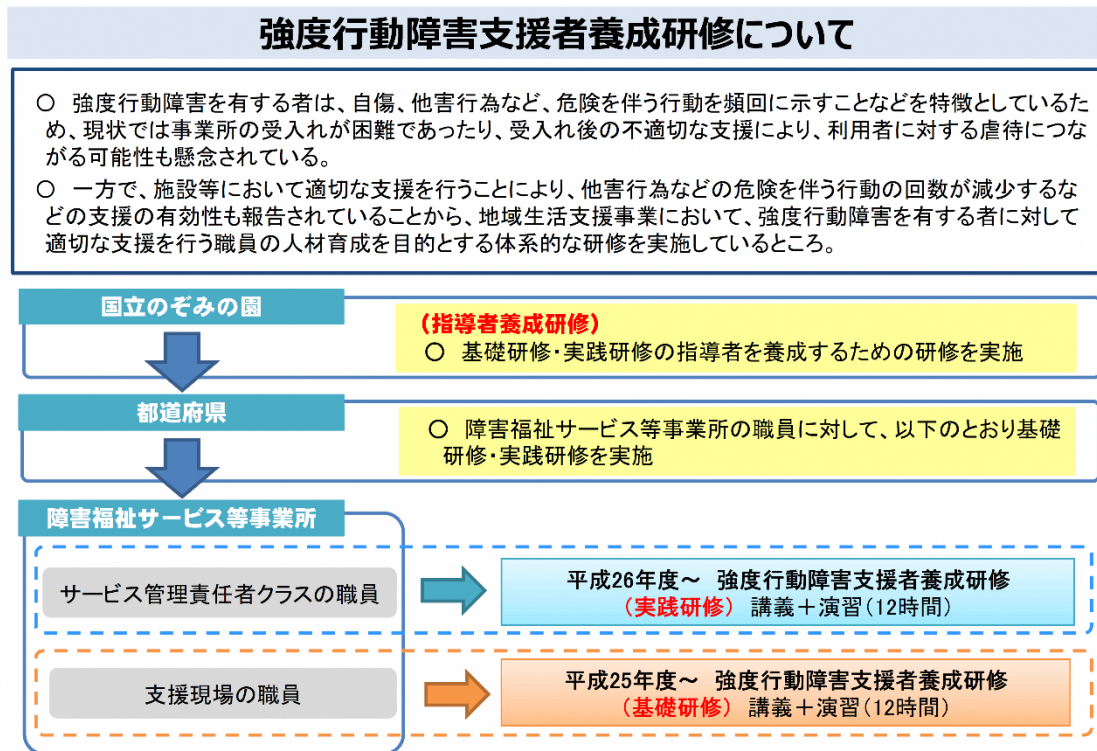 強度行動障害支援者養成研修について
○ 強度行動障害を有する者は、自傷、他害行為など、危険を伴う行動を頻回に示すことなどを特徴としているた
め、現状では事業所の受入れが困難であったり、受入れ後の不適切な支援により、利用者に対する虐待につな
がる可能性も懸念されている。
○ 一方で、施設等において適切な支援を行うことにより、他害行為などの危険を伴う行動の回数が減少するな
どの支援の有効性も報告されていることから、地域生活支援事業において、強度行動障害を有する者に対して
適切な支援を行う職員の人材育成を目的とする体系的な研修を実施しているところ。
国立のぞみの園
(指導者養成研修)
○ 基礎研修・実践研修の指導者を養成するための研修を実施
都道府県
○ 障害福祉サービス等事業所の職員に対して、以下のとおり基礎
研修・実践研修を実施
障害福祉サービス等事業所
サービス管理責任者クラスの職員
平成26年度~ 強度行動障害支援者養成研修
(実践研修) 講義+演習(12時間)
支援現場の職員
平成25年度~ 強度行動障害支援者養成研修
(基礎研修) 講義+演習(12時間)